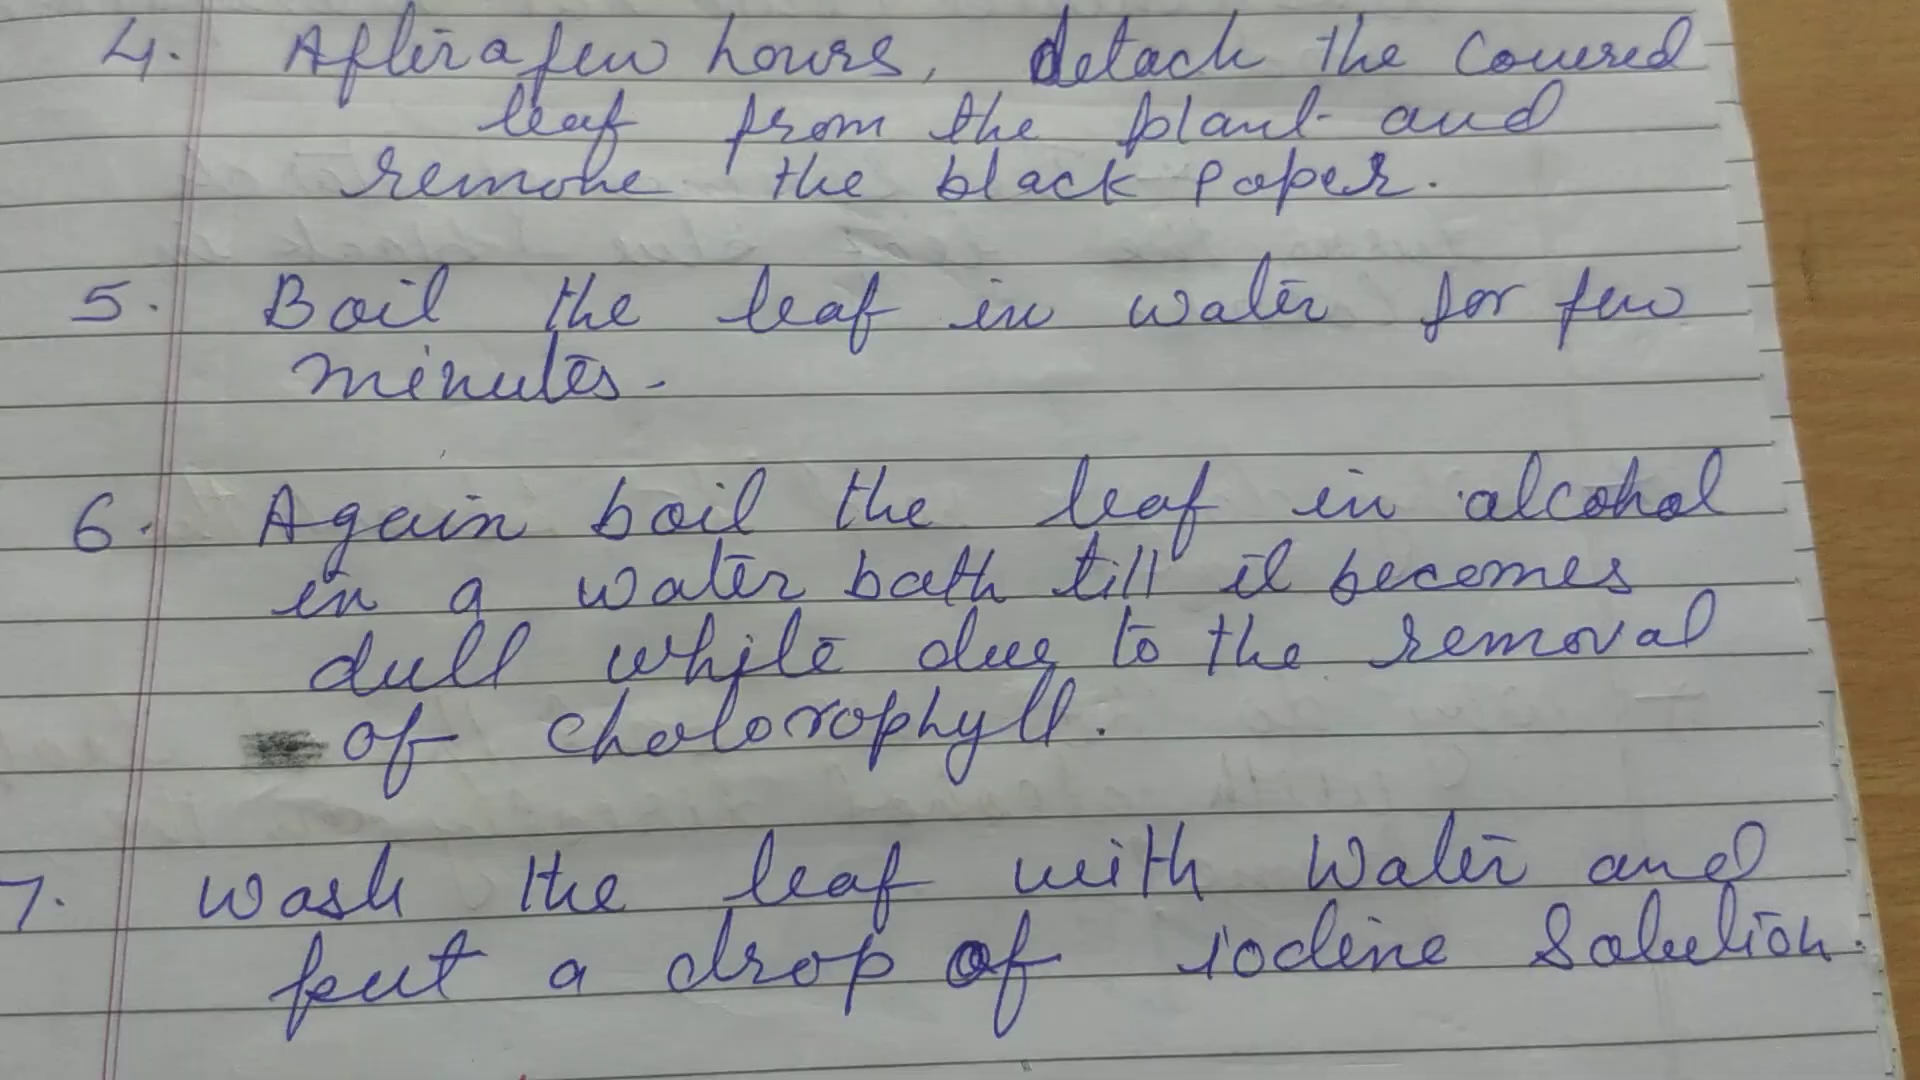 4. After a few hours, detach the covered
leaf from the plant and
remove the black paper.
5. Boil the leaf in water for few
minutes.
6. Again boil the leaf in alcohol
in a water bath till it becomes
dull white due to the removal
of cholorophyll.
7. Wash the leaf with water and
put a drop of iodine solution.